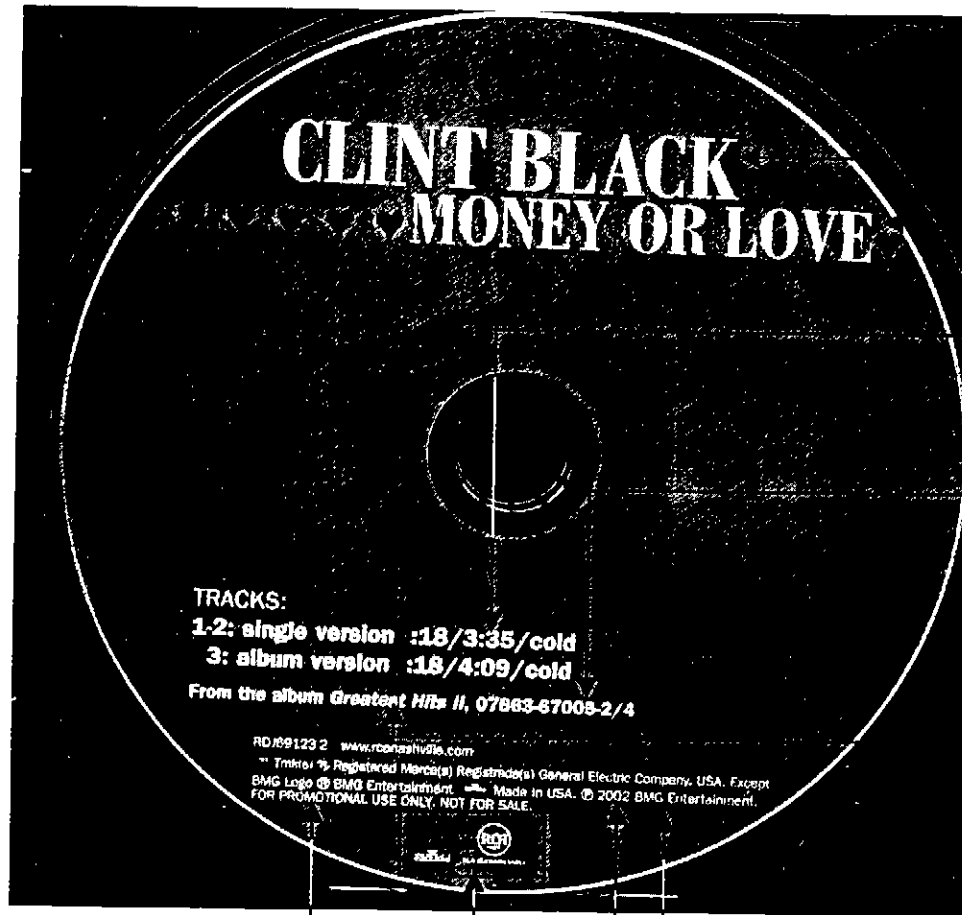 CLINT BLACK
MONEY OR LOVE
TRACKS:
1-2: single version :18/3:35/cold
3: album version :18/4:09/cold
From the album Greatest Hits II, 07863-67005-2/4
RDJ69123 2 www.rcanashville.com
Registered Marca(s) Registrada(s) General Electric Company, USA. Except
BMG Logo ® BMG Entertainment Made in USA. ℗ 2002 BMG Entertainment.
FOR PROMOTIONAL USE ONLY. NOT FOR SALE.
RCA